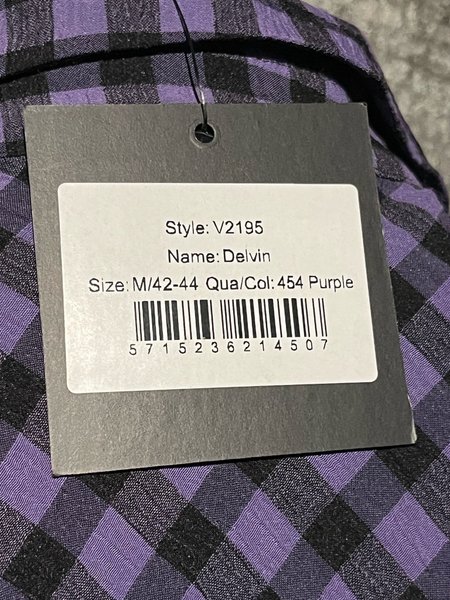 Style: V2195
Name: Delvin
Size: M/42-44 Qua/Col: 454 Purple
5715236214507